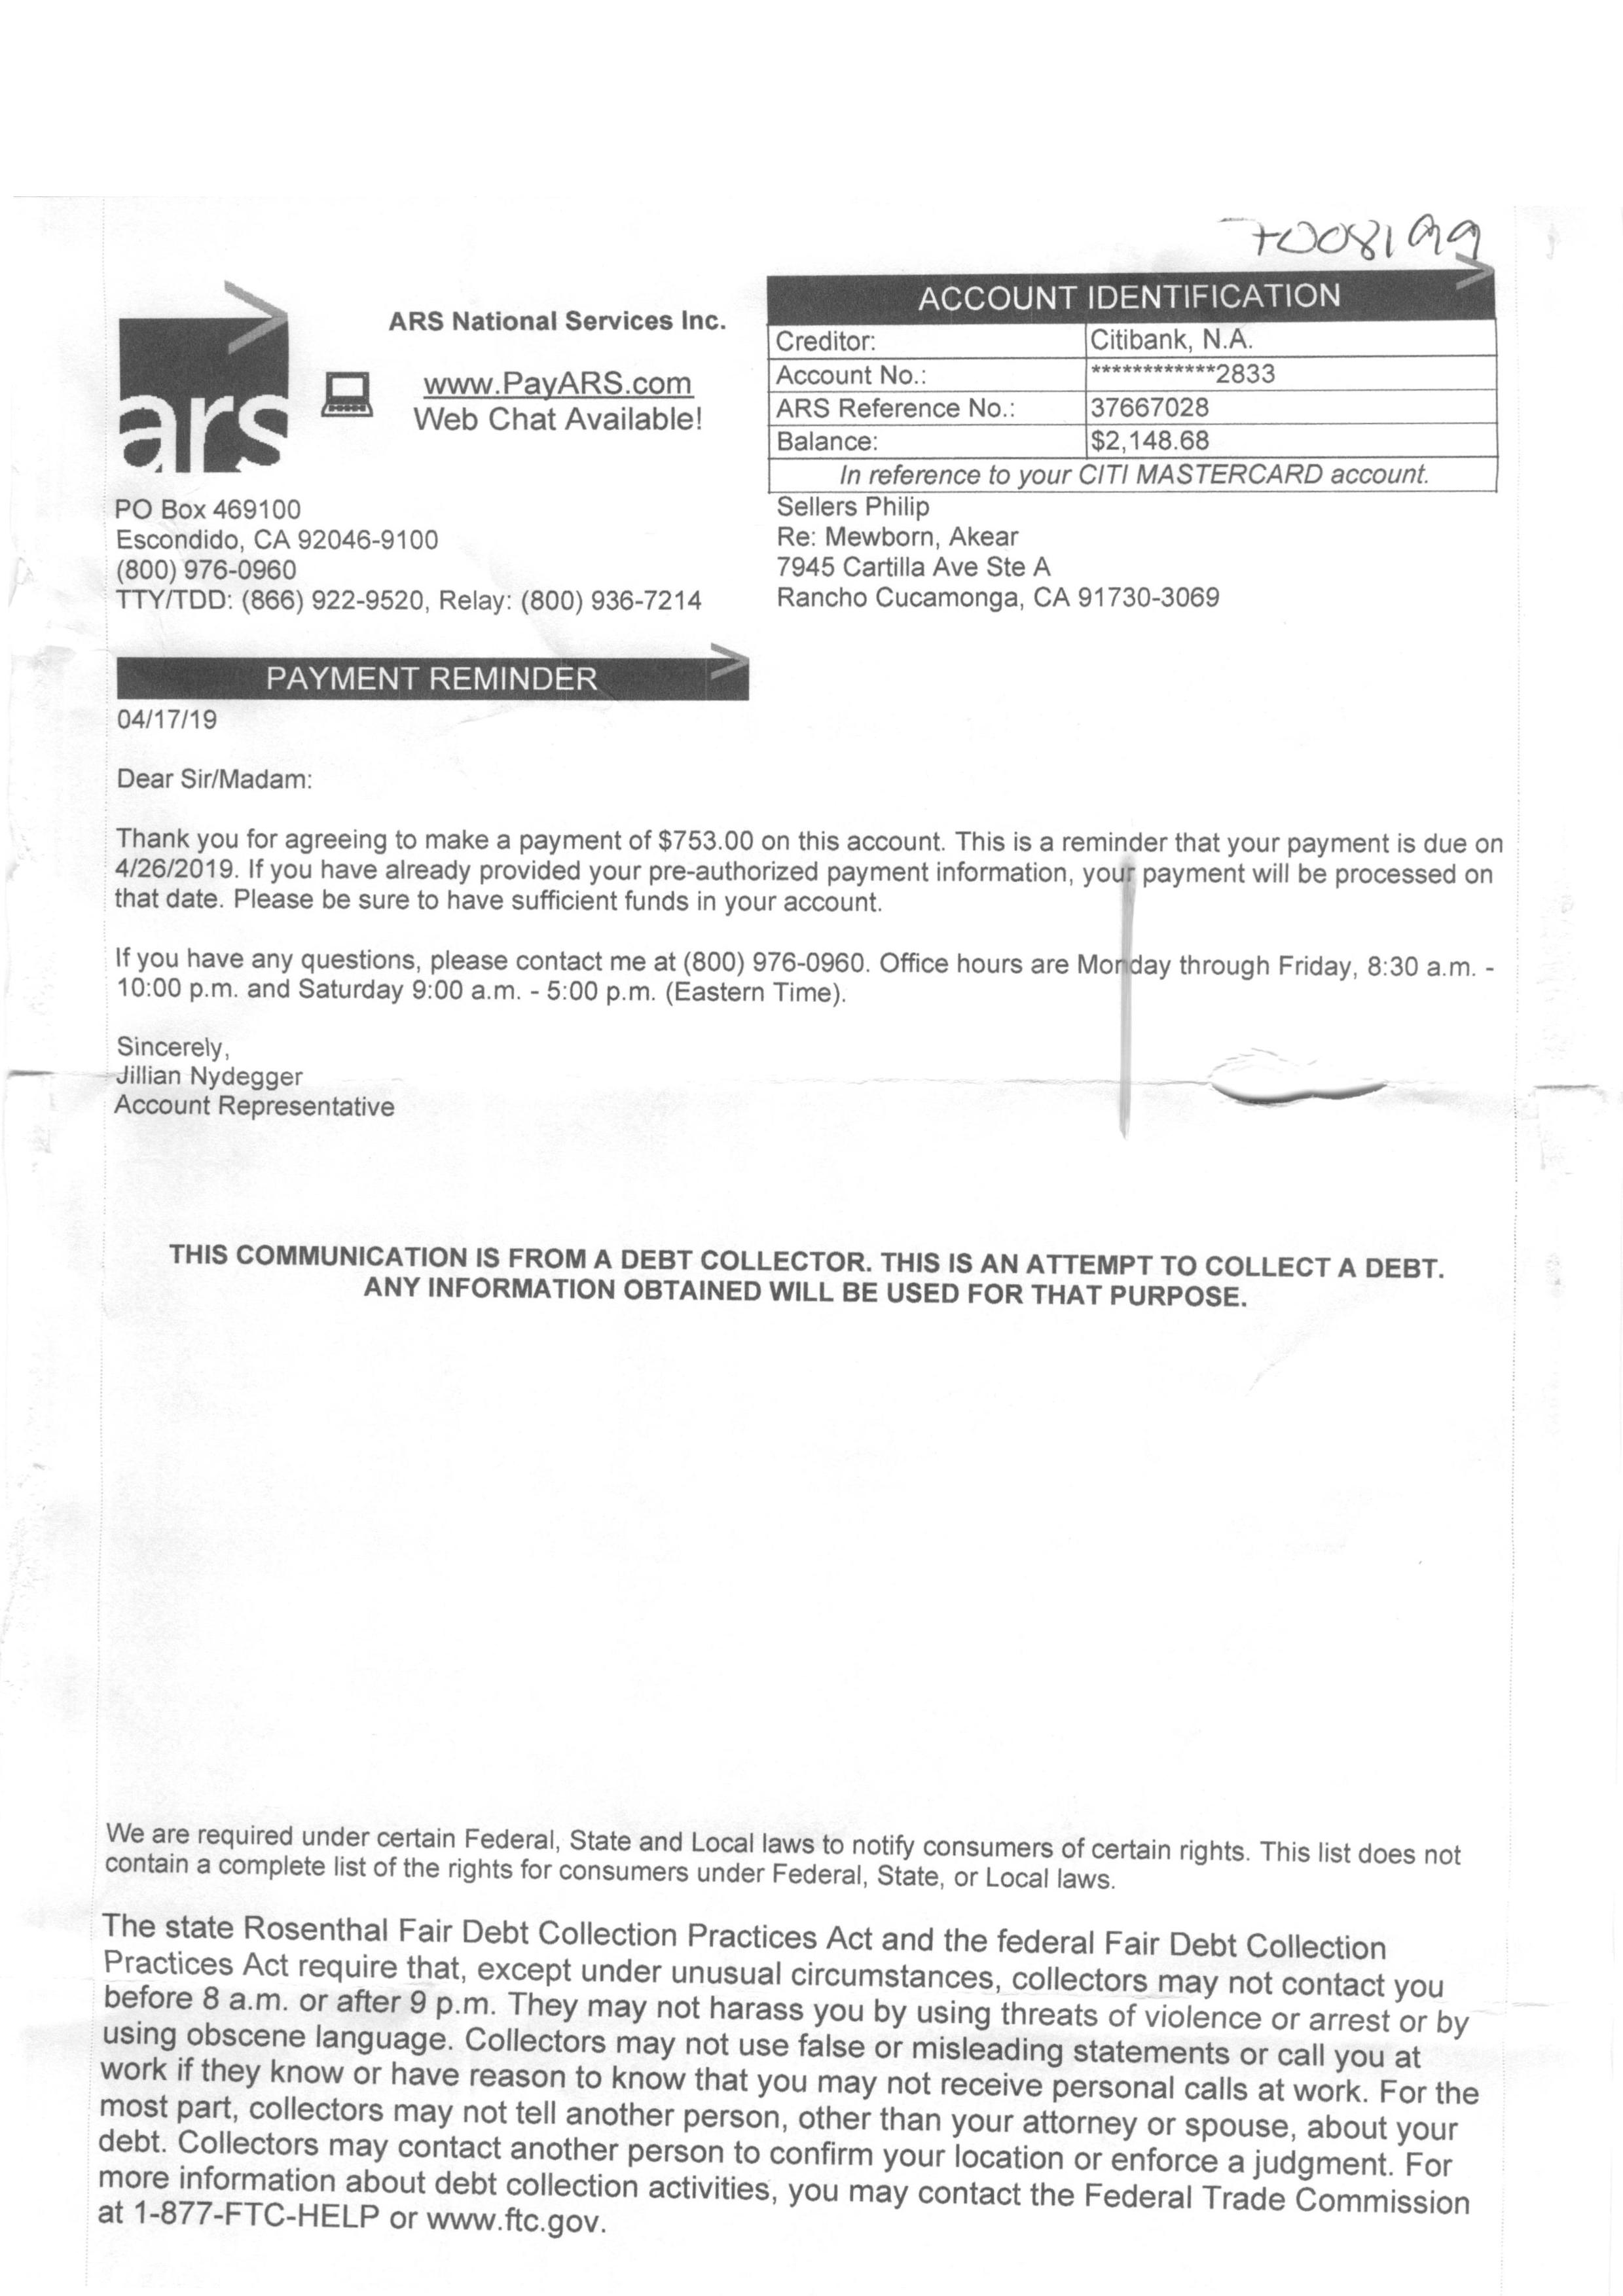 7008199
ars
ARS National Services Inc.
www.PayARS.com
Web Chat Available!
PO Box 469100
Escondido, CA 92046-9100
(800) 976-0960
TTY/TDD: (866) 922-9520, Relay: (800) 936-7214
ACCOUNT IDENTIFICATION
Creditor: Citibank, N.A.
Account No.: ************2833
ARS Reference No.: 37667028
Balance: $2,148.68
In reference to your CITI MASTERCARD account.
Sellers Philip
Re: Mewborn, Akear
7945 Cartilla Ave Ste A
Rancho Cucamonga, CA 91730-3069
PAYMENT REMINDER
04/17/19
Dear Sir/Madam:
Thank you for agreeing to make a payment of $753.00 on this account. This is a reminder that your payment is due on
4/26/2019. If you have already provided your pre-authorized payment information, your payment will be processed on
that date. Please be sure to have sufficient funds in your account.
If you have any questions, please contact me at (800) 976-0960. Office hours are Monday through Friday, 8:30 a.m. -
10:00 p.m. and Saturday 9:00 a.m. - 5:00 p.m. (Eastern Time).
Sincerely,
Jillian Nydegger
Account Representative
THIS COMMUNICATION IS FROM A DEBT COLLECTOR. THIS IS AN ATTEMPT TO COLLECT A DEBT.
ANY INFORMATION OBTAINED WILL BE USED FOR THAT PURPOSE.
We are required under certain Federal, State and Local laws to notify consumers of certain rights. This list does not
contain a complete list of the rights for consumers under Federal, State, or Local laws.
The state Rosenthal Fair Debt Collection Practices Act and the federal Fair Debt Collection
Practices Act require that, except under unusual circumstances, collectors may not contact you
before 8 a.m. or after 9 p.m. They may not harass you by using threats of violence or arrest or by
using obscene language. Collectors may not use false or misleading statements or call you at
work if they know or have reason to know that you may not receive personal calls at work. For the
most part, collectors may not tell another person, other than your attorney or spouse, about your
debt. Collectors may contact another person to confirm your location or enforce a judgment. For
more information about debt collection activities, you may contact the Federal Trade Commission
at 1-877-FTC-HELP or www.ftc.gov.